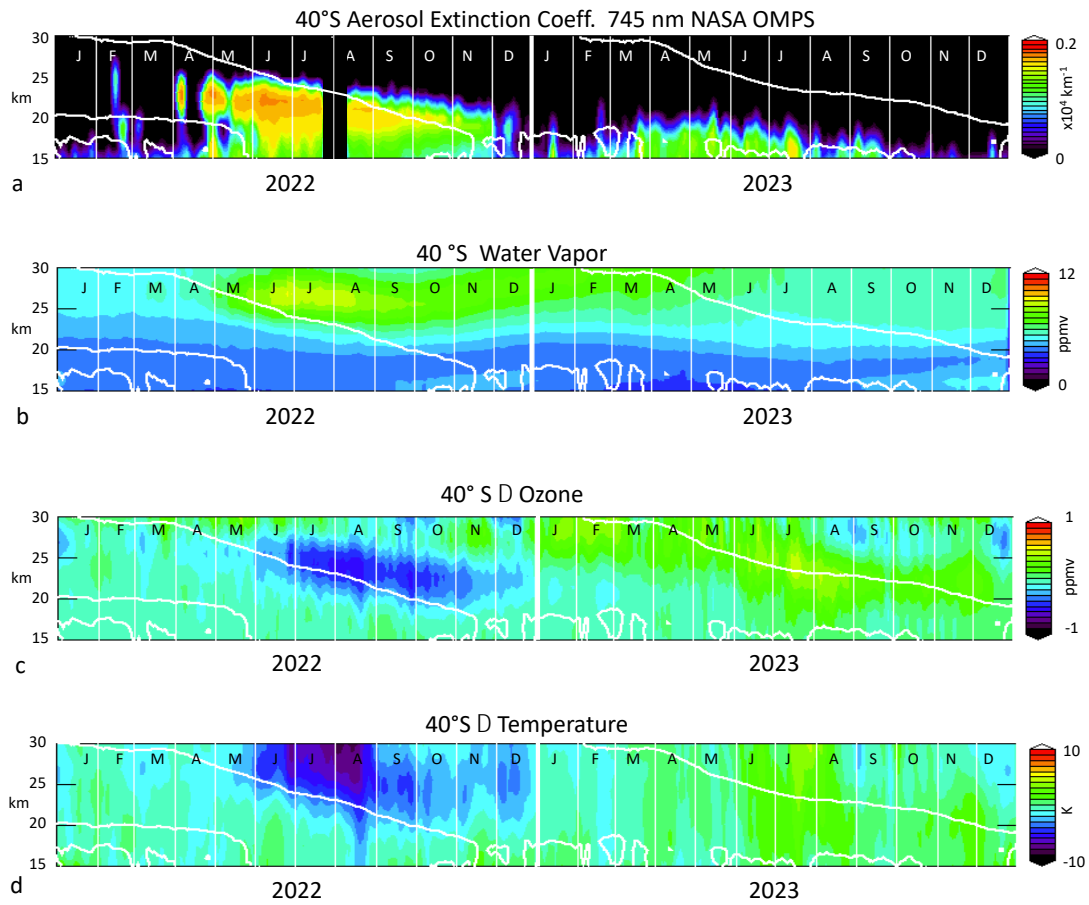 40°S Aerosol Extinction Coeff. 745 nm NASA OMPS
30
25
km
20
15
J F M A M J J A S O N D J F M A M J J A S O N D
0.2
x10⁴ km⁻¹
0
a
2022
2023
40 °S Water Vapor
30
25
km
20
15
J F M A M J J A S O N D J F M A M J J A S O N D
12
ppmv
0
b
2022
2023
40° S D Ozone
30
25
km
20
15
J F M A M J J A S O N D J F M A M J J A S O N D
1
ppmv
-1
c
2022
2023
40°S D Temperature
30
25
km
20
15
J F M A M J J A S O N D J F M A M J J A S O N D
10
K
-10
d
2022
2023